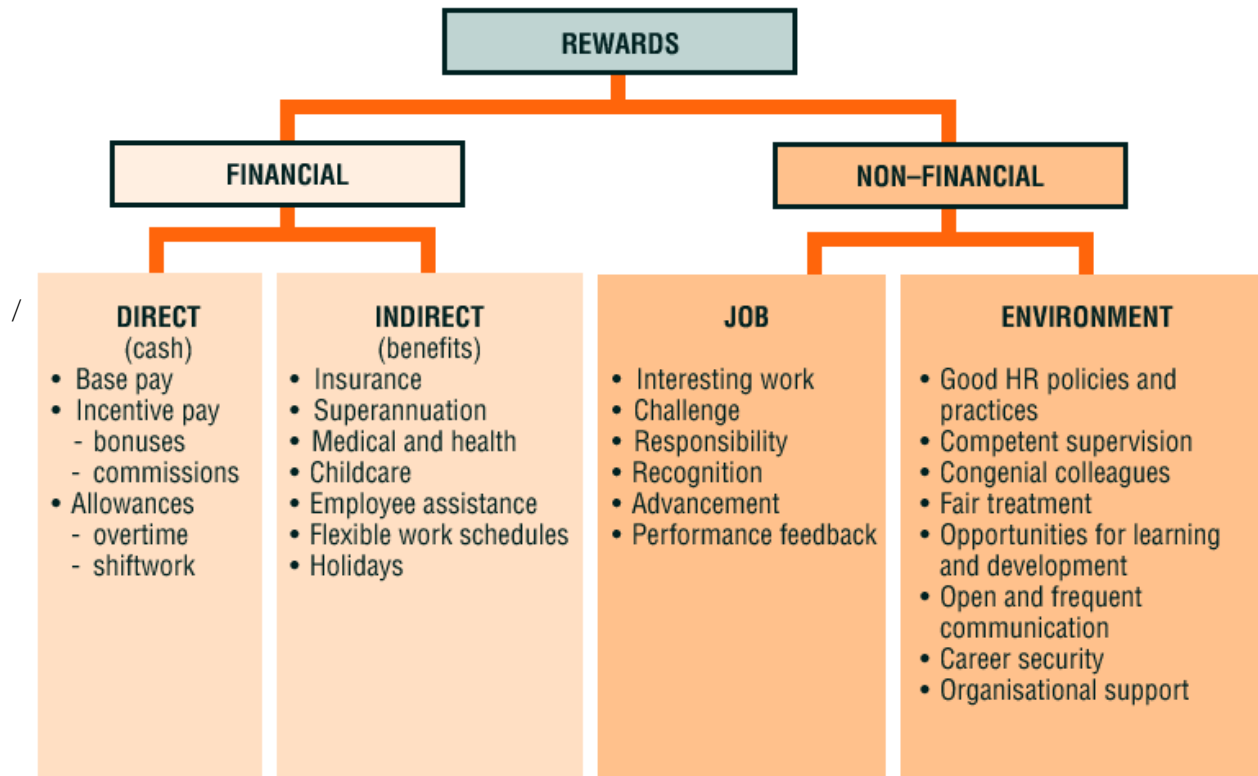 REWARDS
FINANCIAL
NON–FINANCIAL
/
DIRECT
(cash)
• Base pay
• Incentive pay
- bonuses
- commissions
• Allowances
- overtime
- shiftwork
INDIRECT
(benefits)
• Insurance
• Superannuation
• Medical and health
• Childcare
• Employee assistance
• Flexible work schedules
• Holidays
JOB
• Interesting work
• Challenge
• Responsibility
• Recognition
• Advancement
• Performance feedback
ENVIRONMENT
• Good HR policies and
practices
• Competent supervision
• Congenial colleagues
• Fair treatment
• Opportunities for learning
and development
• Open and frequent
communication
• Career security
• Organisational support